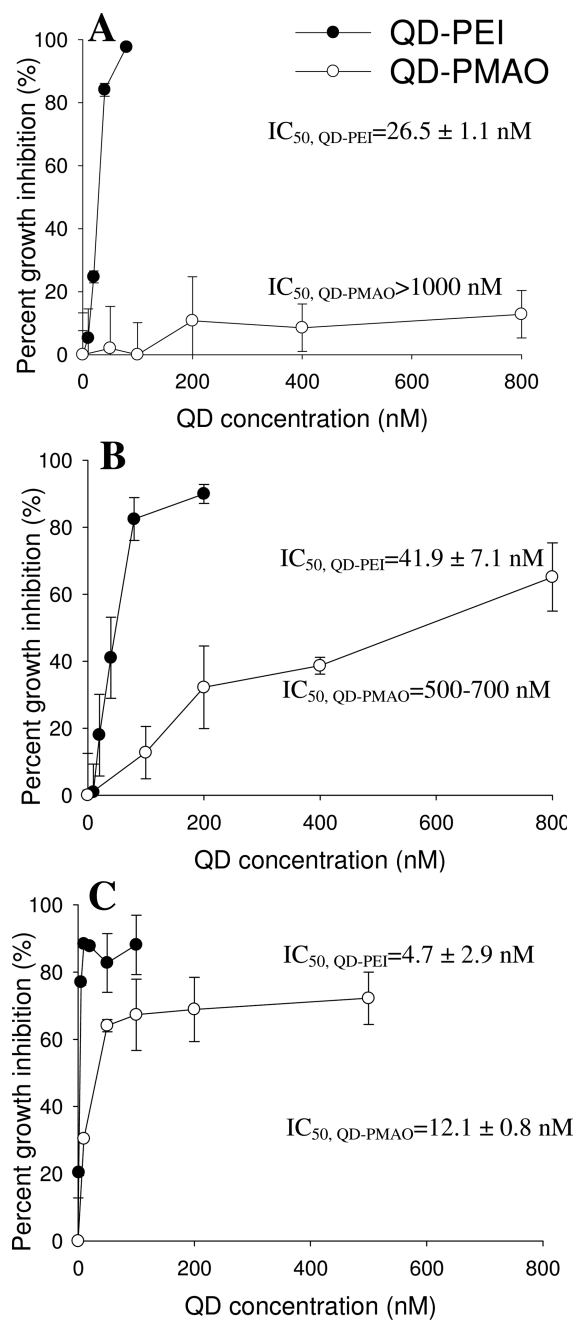 A
QD-PEI
QD-PMAO
IC50, QD-PEI=26.5 ± 1.1 nM
IC50, QD-PMAO>1000 nM
Percent growth inhibition (%)
100
80
60
40
20
0
0 200 400 600 800
QD concentration (nM)
B
IC50, QD-PEI=41.9 ± 7.1 nM
IC50, QD-PMAO=500-700 nM
Percent growth inhibition (%)
100
80
60
40
20
0
0 200 400 600 800
QD concentration (nM)
C
IC50, QD-PEI=4.7 ± 2.9 nM
IC50, QD-PMAO=12.1 ± 0.8 nM
Percent growth inhibition (%)
100
80
60
40
20
0
0 200 400 600 800
QD concentration (nM)